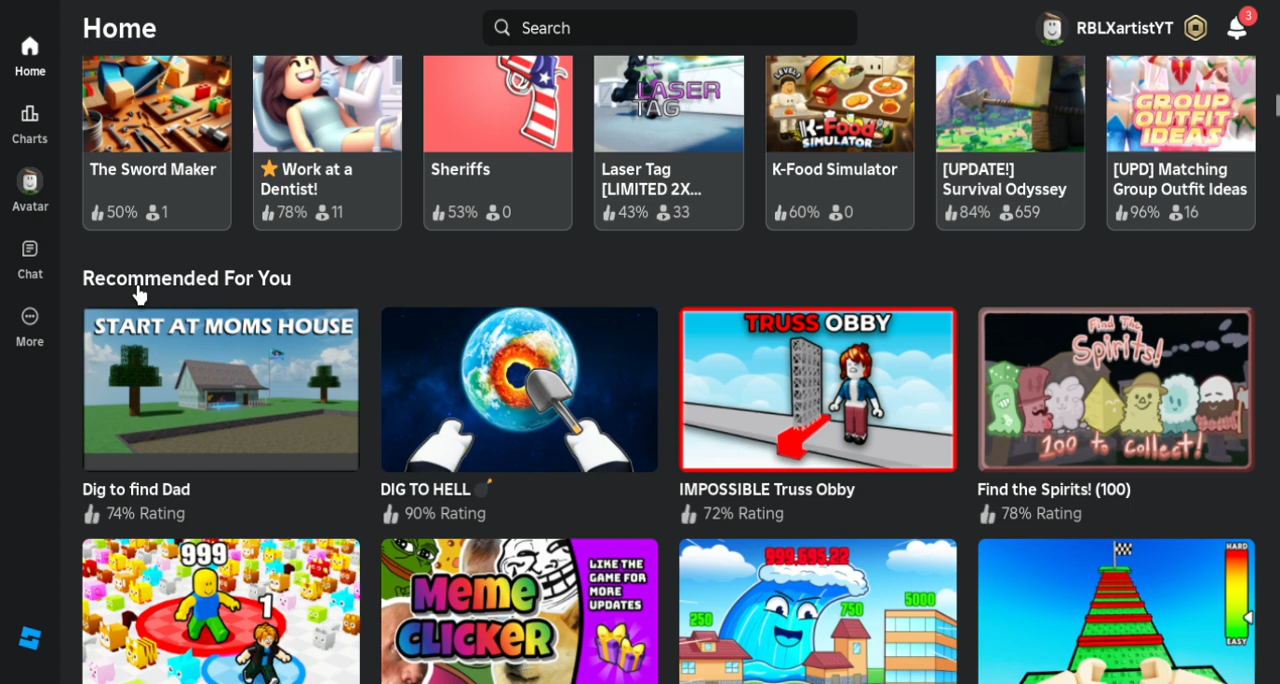 Home
Search
RBLXartistYT
3
Home
Charts
Avatar
Chat
More
LASER
TAG
LEVEL
K-Food
SIMULATOR
GROUP
OUTFIT
IDEAS
The Sword Maker
50% 1
⭐ Work at a
Dentist!
78% 11
Sheriffs
53% 0
Laser Tag
[LIMITED 2X...
43% 33
K-Food Simulator
60% 0
[UPDATE!]
Survival Odyssey
84% 659
[UPD] Matching
Group Outfit Ideas
96% 16
Recommended For You
START AT MOMS HOUSE
Dig to find Dad
74% Rating
DIG TO HELL 💣
90% Rating
TRUSS OBBY
IMPOSSIBLE Truss Obby
72% Rating
Find The
Spirits!
100 to collect!
Find the Spirits! (100)
78% Rating
999
1
MEME
CLICKER
LIKE THE
GAME FOR
MORE
UPDATES
999,695.22
250
750
5000
HARD
EASY